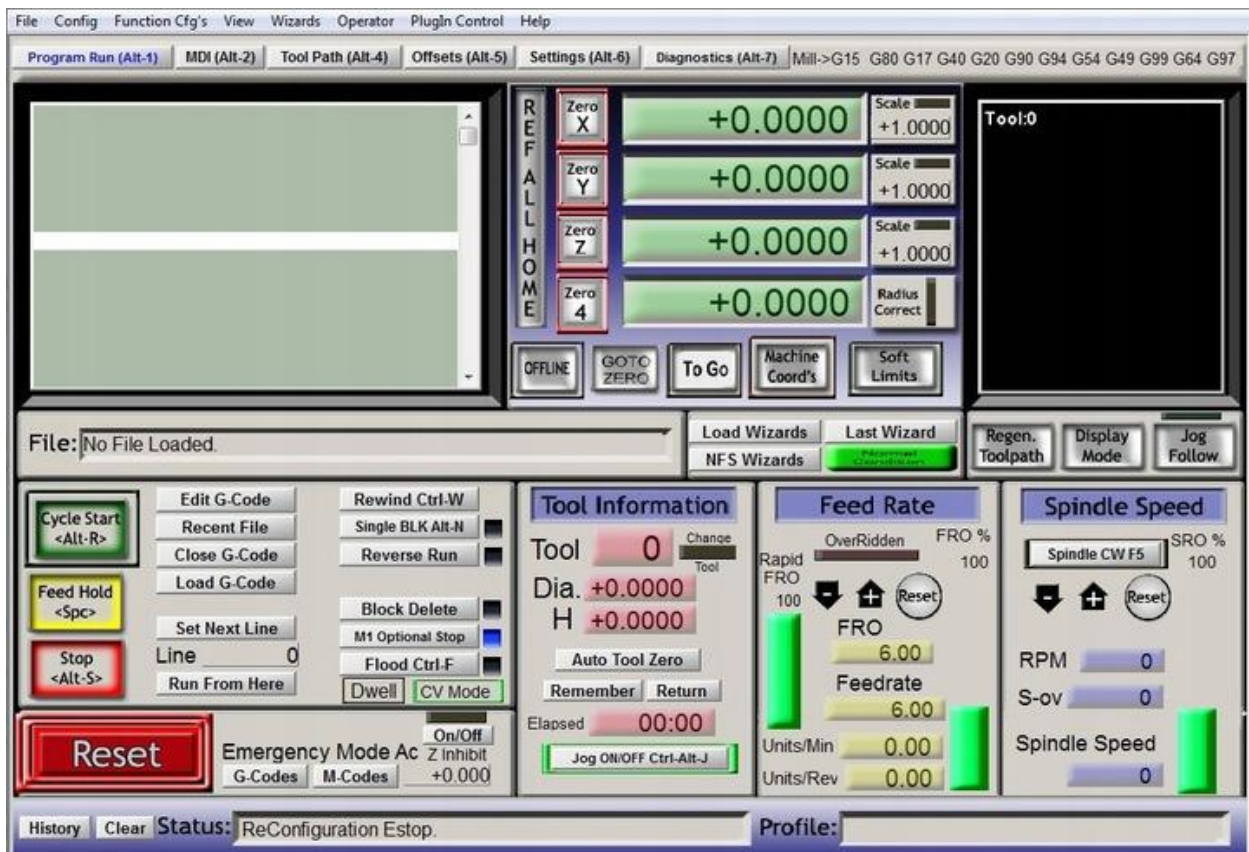 File Config Function Cfg's View Wizards Operator PlugIn Control Help
Program Run (Alt-1) MDI (Alt-2) Tool Path (Alt-4) Offsets (Alt-5) Settings (Alt-6) Diagnostics (Alt-7) Mill->G15 G80 G17 G40 G20 G90 G94 G54 G49 G99 G64 G97
REF ALL HOME
Zero X +0.0000 Scale +1.0000
Zero Y +0.0000 Scale +1.0000
Zero Z +0.0000 Scale +1.0000
Zero 4 +0.0000 Radius Correct
OFFLINE GOTO ZERO To Go Machine Coord's Soft Limits
Tool:0
File: No File Loaded.
Load Wizards Last Wizard
NFS Wizards Normal Condition
Regen. Toolpath Display Mode Jog Follow
Cycle Start <Alt-R>
Feed Hold <Spc>
Stop <Alt-S>
Edit G-Code
Recent File
Close G-Code
Load G-Code
Set Next Line
Line 0
Run From Here
Rewind Ctrl-W
Single BLK Alt-N
Reverse Run
Block Delete
M1 Optional Stop
Flood Ctrl-F
Dwell CV Mode
Reset
Emergency Mode Ac
G-Codes M-Codes
On/Off
Z Inhibit
+0.000
Tool Information
Tool 0 Change Tool
Dia. +0.0000
H +0.0000
Auto Tool Zero
Remember Return
Elapsed 00:00
Jog ON/OFF Ctrl-Alt-J
Feed Rate
OverRidden FRO % 100
Rapid FRO 100
Reset
FRO
6.00
Feedrate
6.00
Units/Min 0.00
Units/Rev 0.00
Spindle Speed
Spindle CW F5 SRO % 100
Reset
RPM 0
S-ov 0
Spindle Speed
0
History Clear Status: ReConfiguration Estop.
Profile: